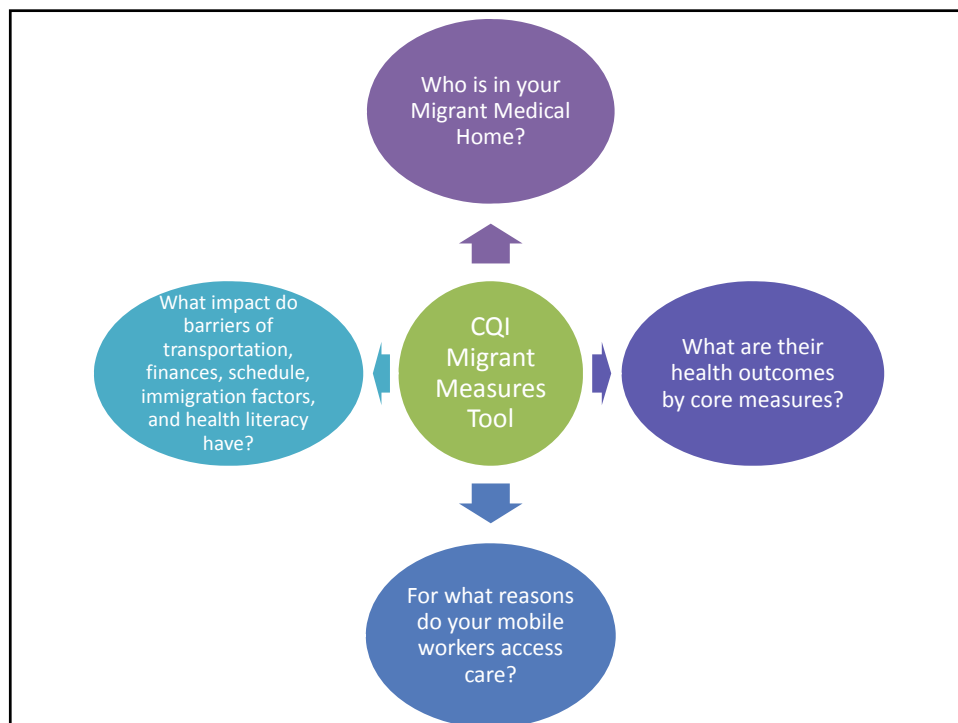 Who is in your
Migrant Medical
Home?
What impact do
barriers of
transportation,
finances, schedule,
immigration factors,
and health literacy
have?
CQI
Migrant
Measures
Tool
What are their
health outcomes
by core measures?
For what reasons
do your mobile
workers access
care?